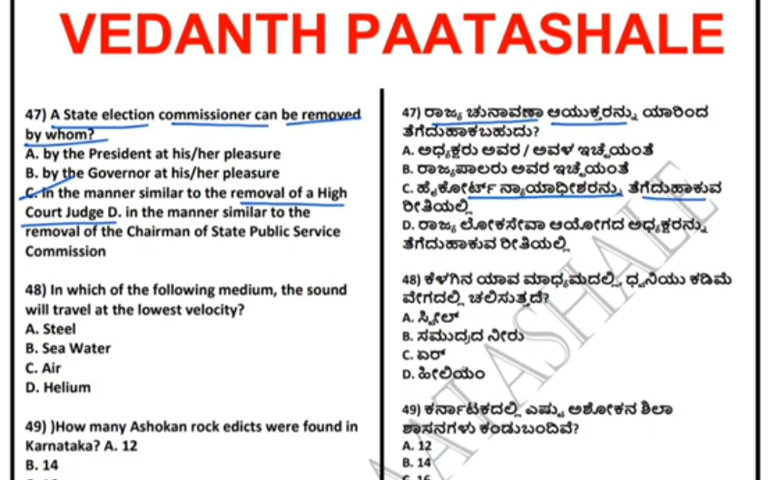 VEDANTH PAATASHALE
47) A State election commissioner can be removed
by whom?
A. by the President at his/her pleasure
B. by the Governor at his/her pleasure
C. in the manner similar to the removal of a High
Court Judge D. in the manner similar to the
removal of the Chairman of State Public Service
Commission
48) In which of the following medium, the sound
will travel at the lowest velocity?
A. Steel
B. Sea Water
C. Air
D. Helium
49) )How many Ashokan rock edicts were found in
Karnataka? A. 12
B. 14
47) ರಾಜ್ಯ ಚುನಾವಣಾ ಆಯುಕ್ತರನ್ನು ಯಾರಿಂದ
ತೆಗೆದುಹಾಕಬಹುದು?
A. ಅಧ್ಯಕ್ಷರು ಅವರ / ಅವಳ ಇಚ್ಛೆಯಂತೆ
B. ರಾಜ್ಯಪಾಲರು ಅವರ ಇಚ್ಛೆಯಂತೆ
C. ಹೈಕೋರ್ಟ್ ನ್ಯಾಯಾಧೀಶರನ್ನು ತೆಗೆದುಹಾಕುವ
ರೀತಿಯಲ್ಲಿ
D. ರಾಜ್ಯ ಲೋಕಸೇವಾ ಆಯೋಗದ ಅಧ್ಯಕ್ಷರನ್ನು
ತೆಗೆದುಹಾಕುವ ರೀತಿಯಲ್ಲಿ
48) ಕೆಳಗಿನ ಯಾವ ಮಾಧ್ಯಮದಲ್ಲಿ, ಧ್ವನಿಯು ಕಡಿಮೆ
ವೇಗದಲ್ಲಿ ಚಲಿಸುತ್ತದೆ?
A. ಸ್ಟೀಲ್
B. ಸಮುದ್ರದ ನೀರು
C. ಏರ್
D. ಹೀಲಿಯಂ
49) ಕರ್ನಾಟಕದಲ್ಲಿ ಎಷ್ಟು ಅಶೋಕನ ಶಿಲಾ
ಶಾಸನಗಳು ಕಂಡುಬಂದಿವೆ?
A. 12
B. 14
AATASHALE